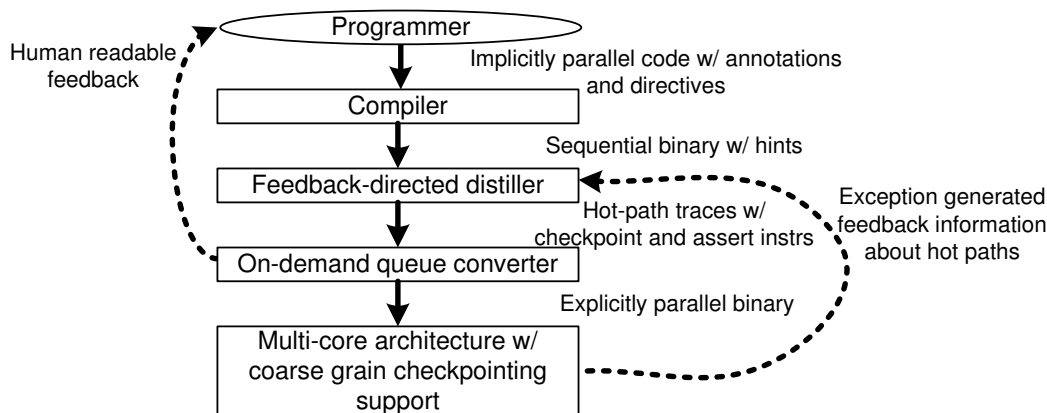 Programmer
Human readable
feedback
Implicitly parallel code w/ annotations
and directives
Compiler
Sequential binary w/ hints
Feedback-directed distiller
Hot-path traces w/
checkpoint and assert instrs
Exception generated
feedback information
about hot paths
On-demand queue converter
Explicitly parallel binary
Multi-core architecture w/
coarse grain checkpointing
support